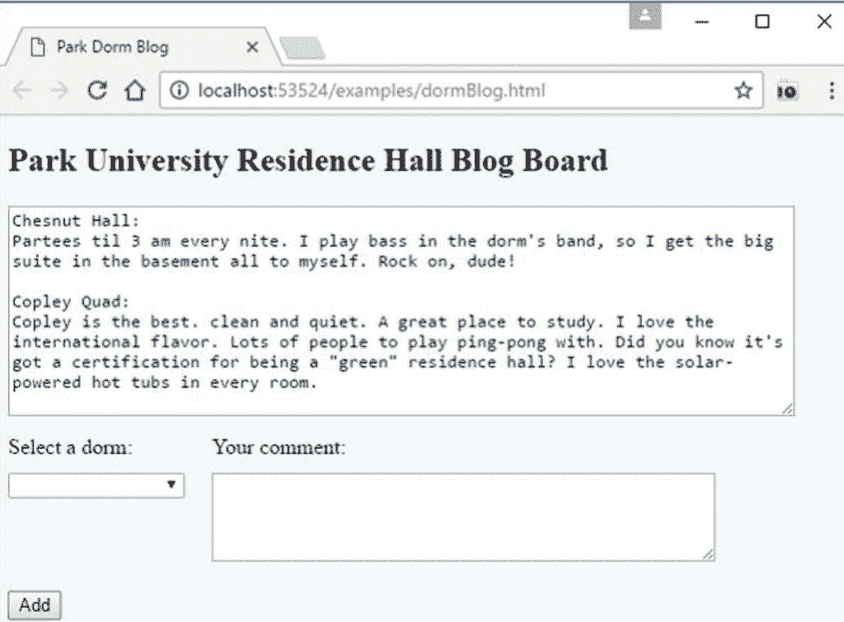 Park Dorm Blog
localhost:53524/examples/dormBlog.html
Park University Residence Hall Blog Board
Chesnut Hall:
Partees til 3 am every nite. I play bass in the dorm's band, so I get the big
suite in the basement all to myself. Rock on, dude!
Copley Quad:
Copley is the best. clean and quiet. A great place to study. I love the
international flavor. Lots of people to play ping-pong with. Did you know it's
got a certification for being a "green" residence hall? I love the solar-
powered hot tubs in every room.
Select a dorm:
Your comment:
Add